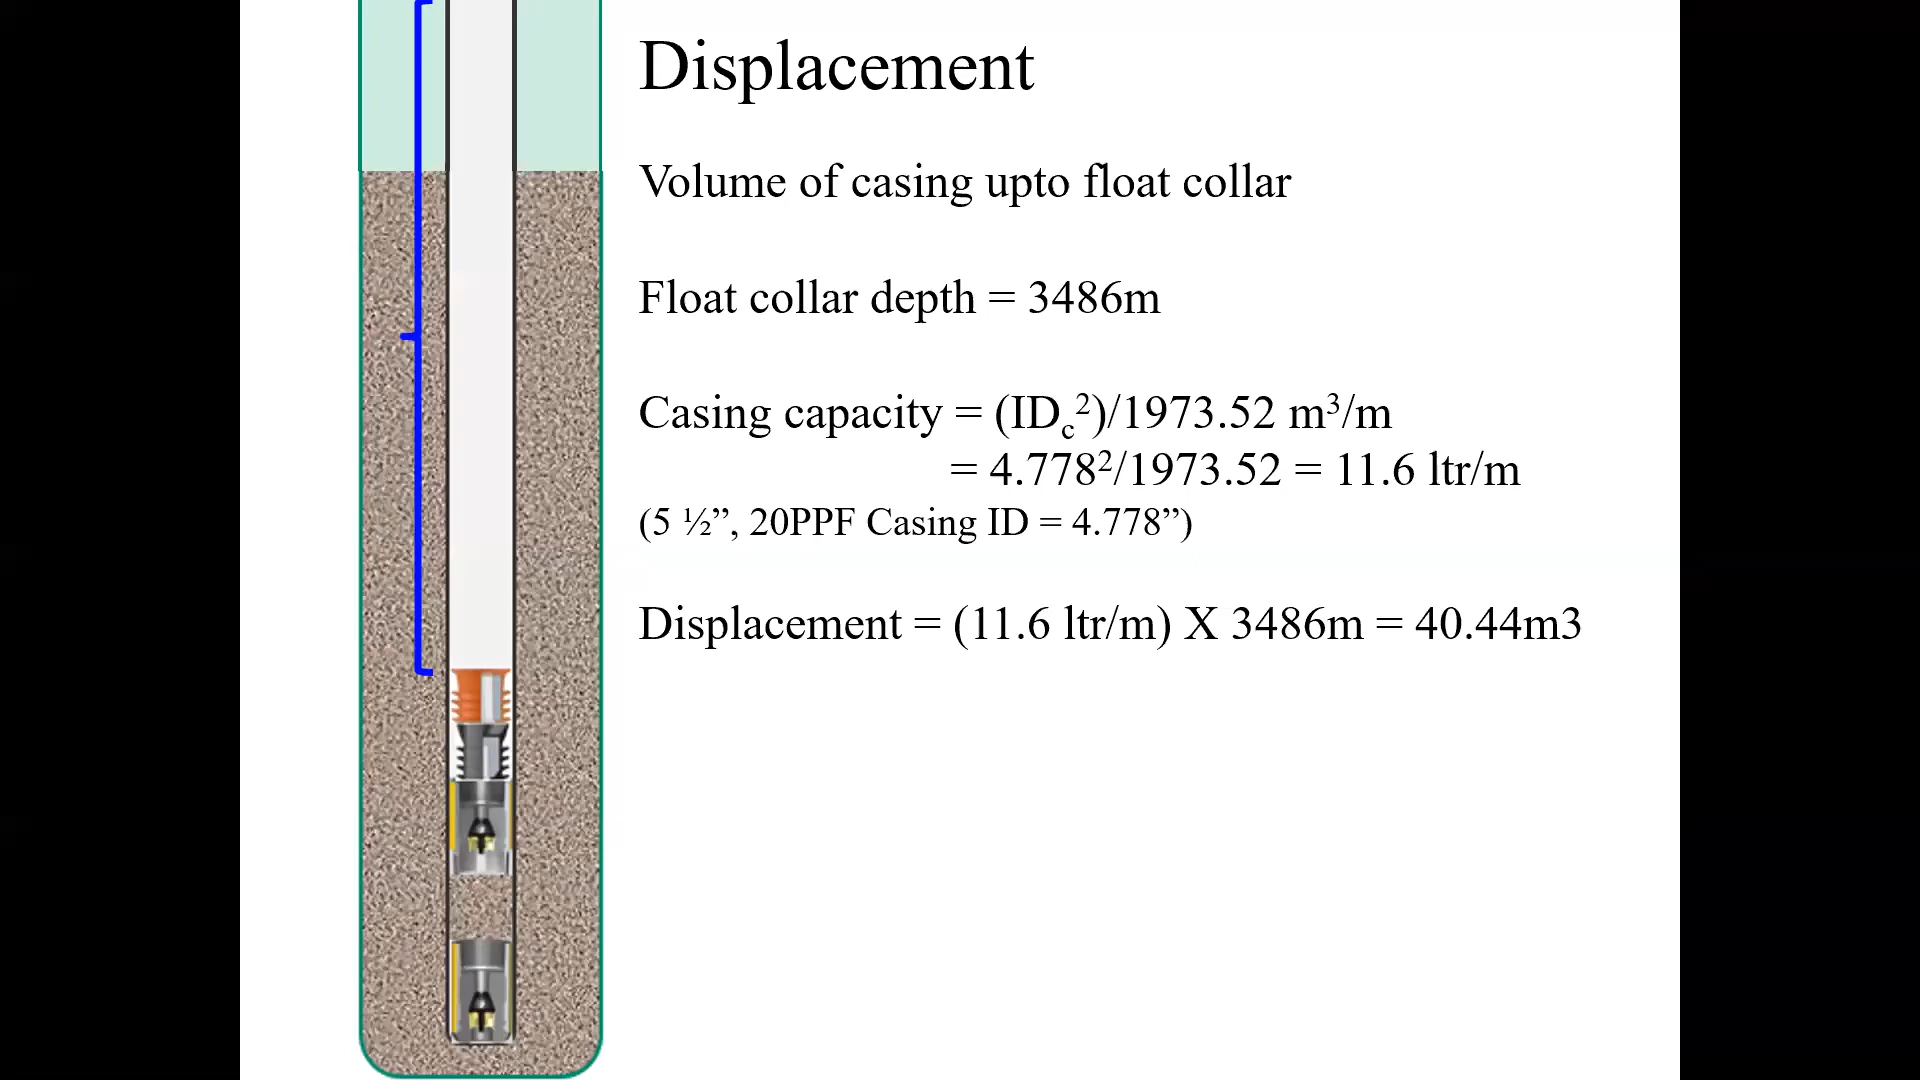 Displacement
Volume of casing upto float collar
Float collar depth = 3486m
Casing capacity = (IDc²)/1973.52 m³/m
= 4.778²/1973.52 = 11.6 ltr/m
(5 ½”, 20PPF Casing ID = 4.778”)
Displacement = (11.6 ltr/m) X 3486m = 40.44m3